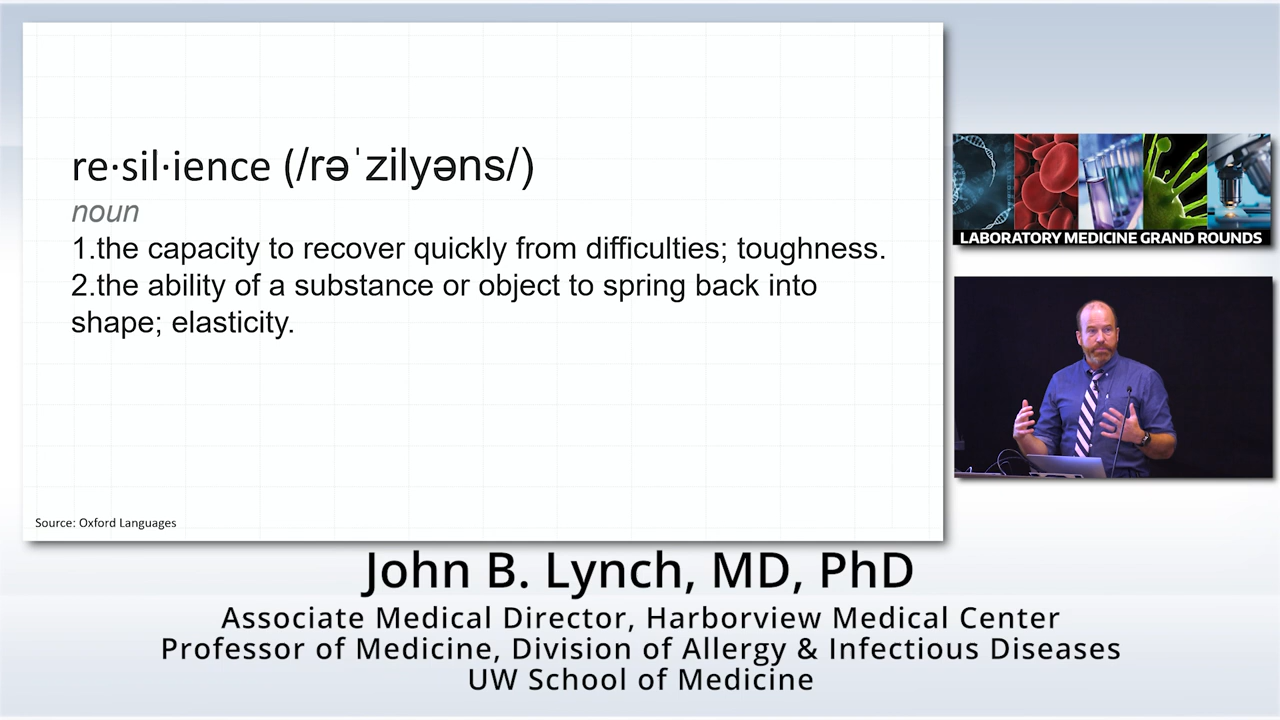 re·sil·ience (/rəˈzilyəns/)
noun
1.the capacity to recover quickly from difficulties; toughness.
2.the ability of a substance or object to spring back into
shape; elasticity.
Source: Oxford Languages
LABORATORY MEDICINE GRAND ROUNDS
John B. Lynch, MD, PhD
Associate Medical Director, Harborview Medical Center
Professor of Medicine, Division of Allergy & Infectious Diseases
UW School of Medicine